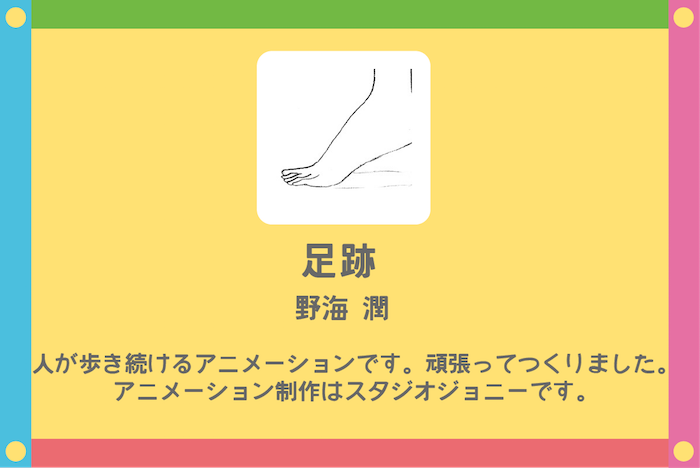 足跡
野海 潤
人が歩き続けるアニメーションです。頑張ってつくりました。
アニメーション制作はスタジオジョニーです。